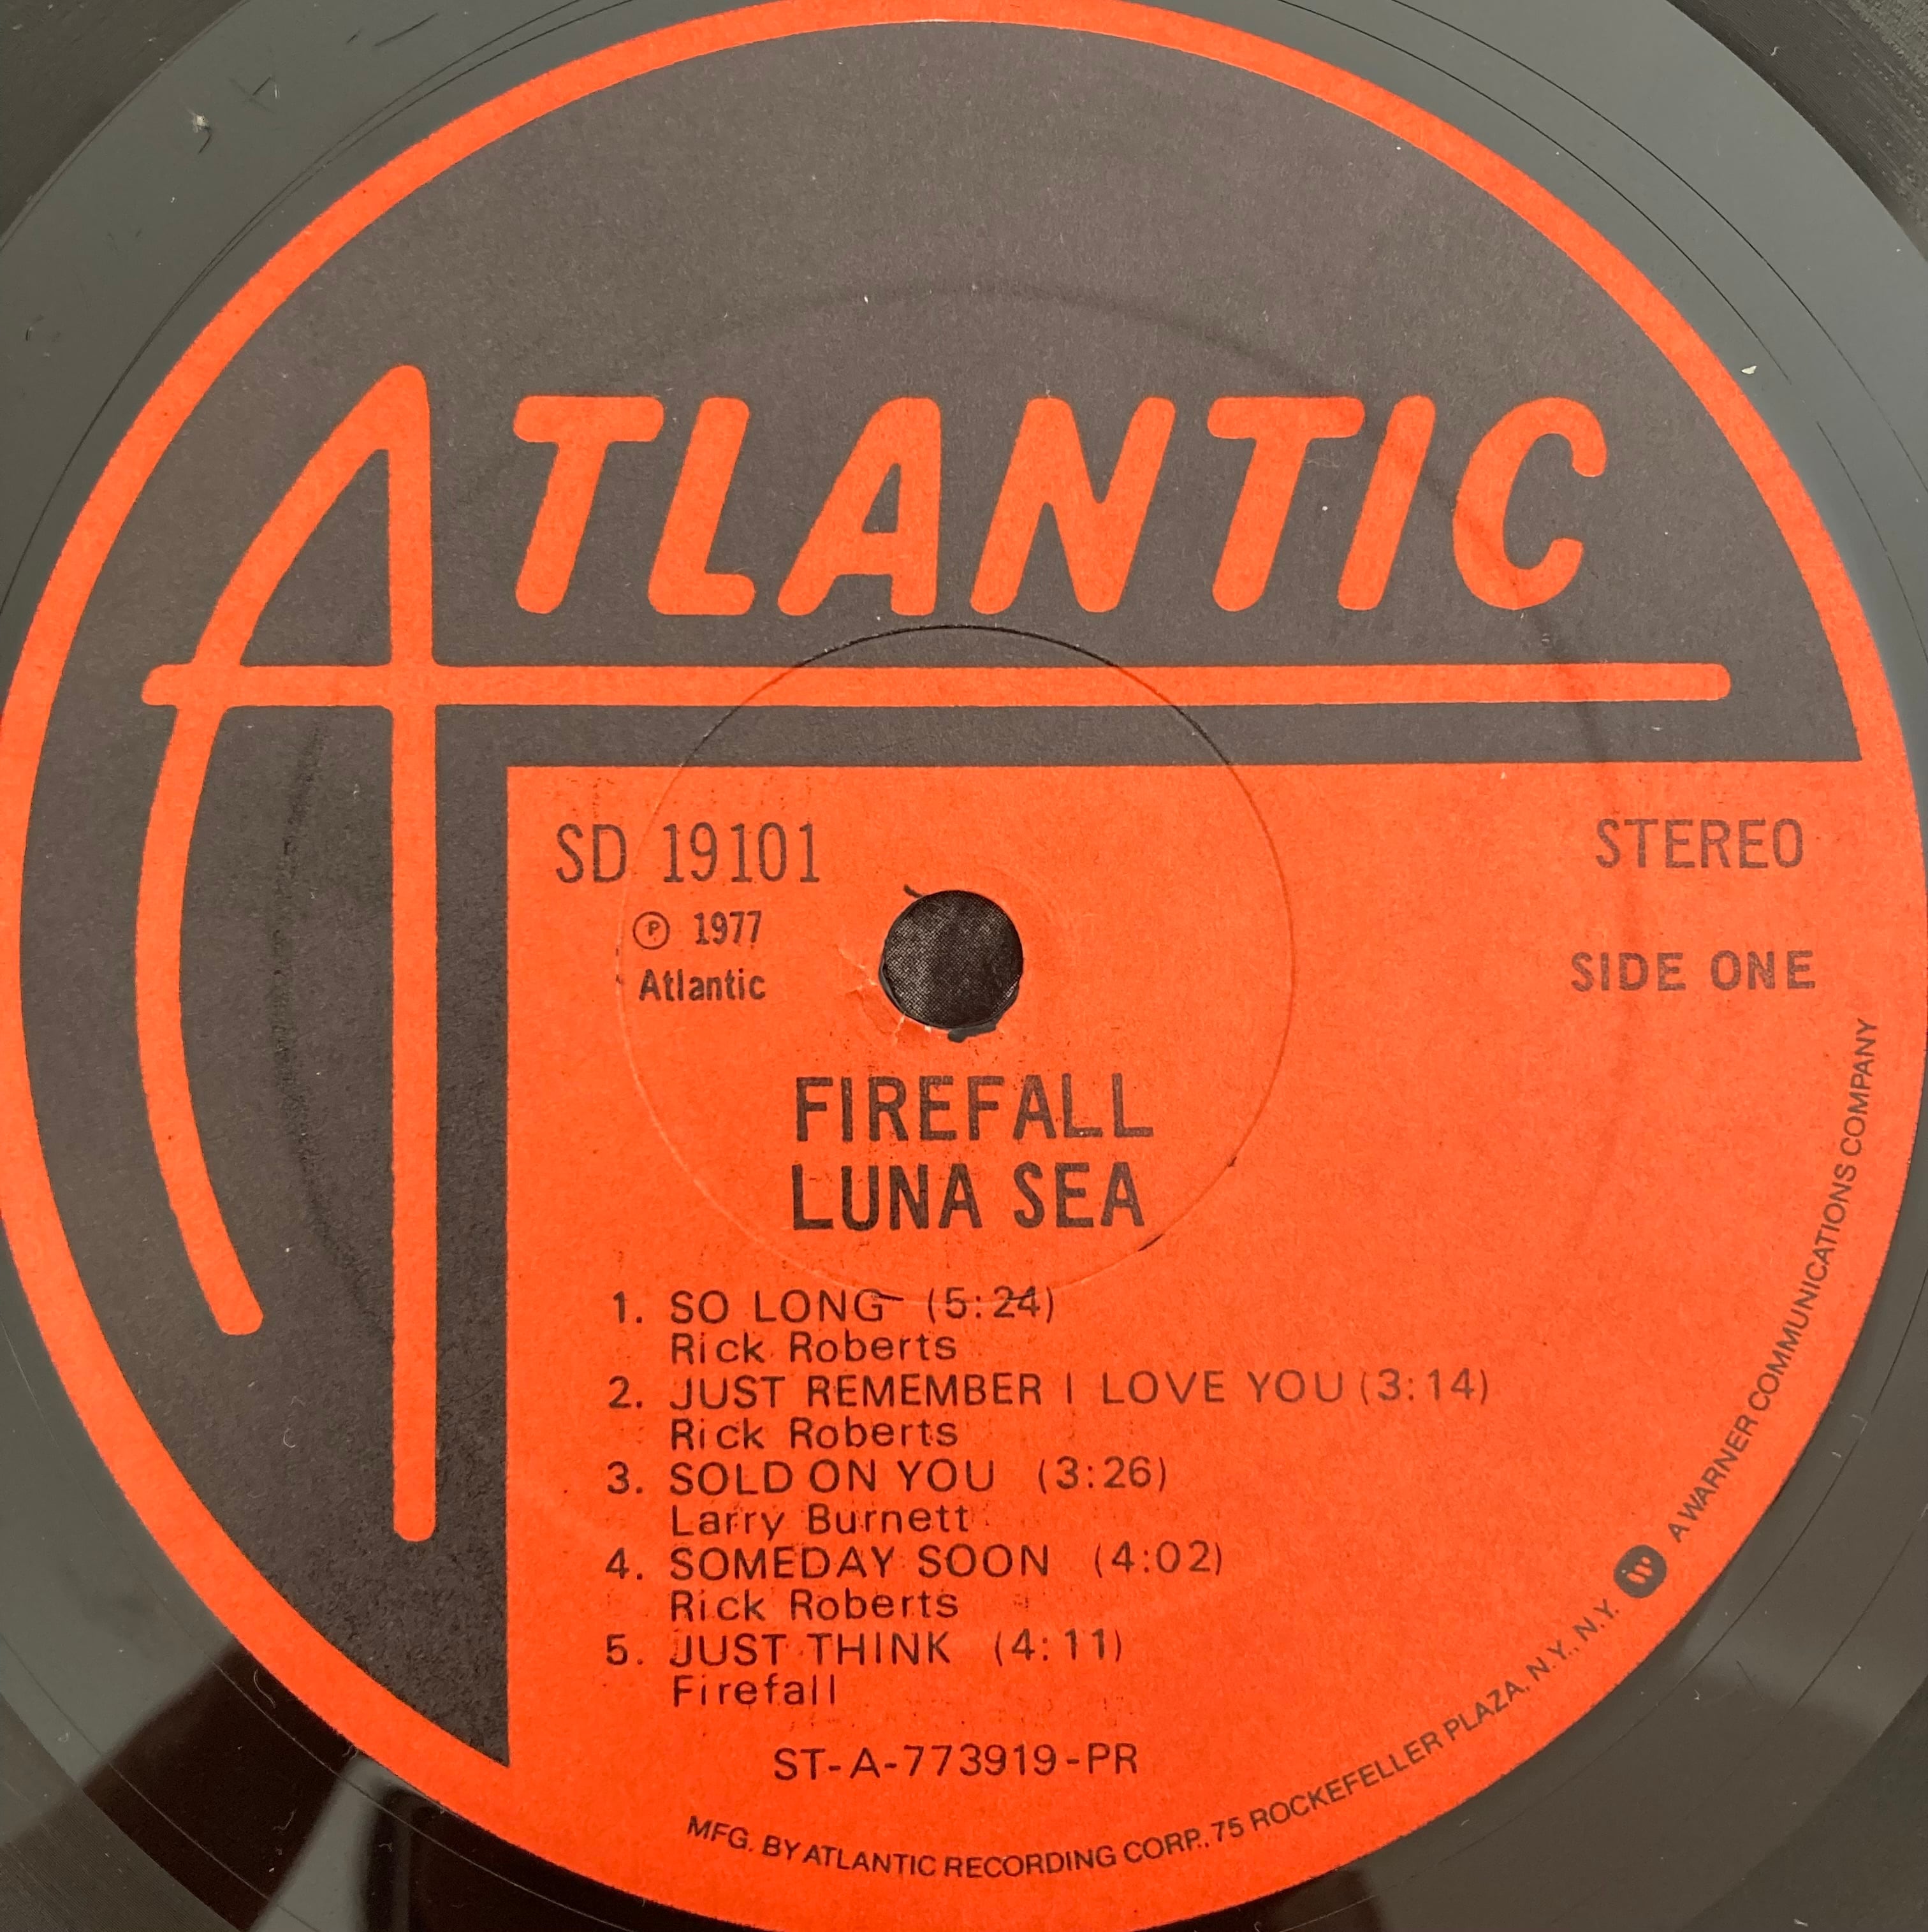 ATLANTIC
SD 19101
STEREO
℗ 1977
Atlantic
SIDE ONE
FIREFALL
LUNA SEA
1. SO LONG (5:24)
Rick Roberts
2. JUST REMEMBER I LOVE YOU (3:14)
Rick Roberts
3. SOLD ON YOU (3:26)
Larry Burnett
4. SOMEDAY SOON (4:02)
Rick Roberts
5. JUST THINK (4:11)
Firefall
ST-A-773919-PR
MFG. BY ATLANTIC RECORDING CORP., 75 ROCKEFELLER PLAZA, N.Y., N.Y. W A WARNER COMMUNICATIONS COMPANY